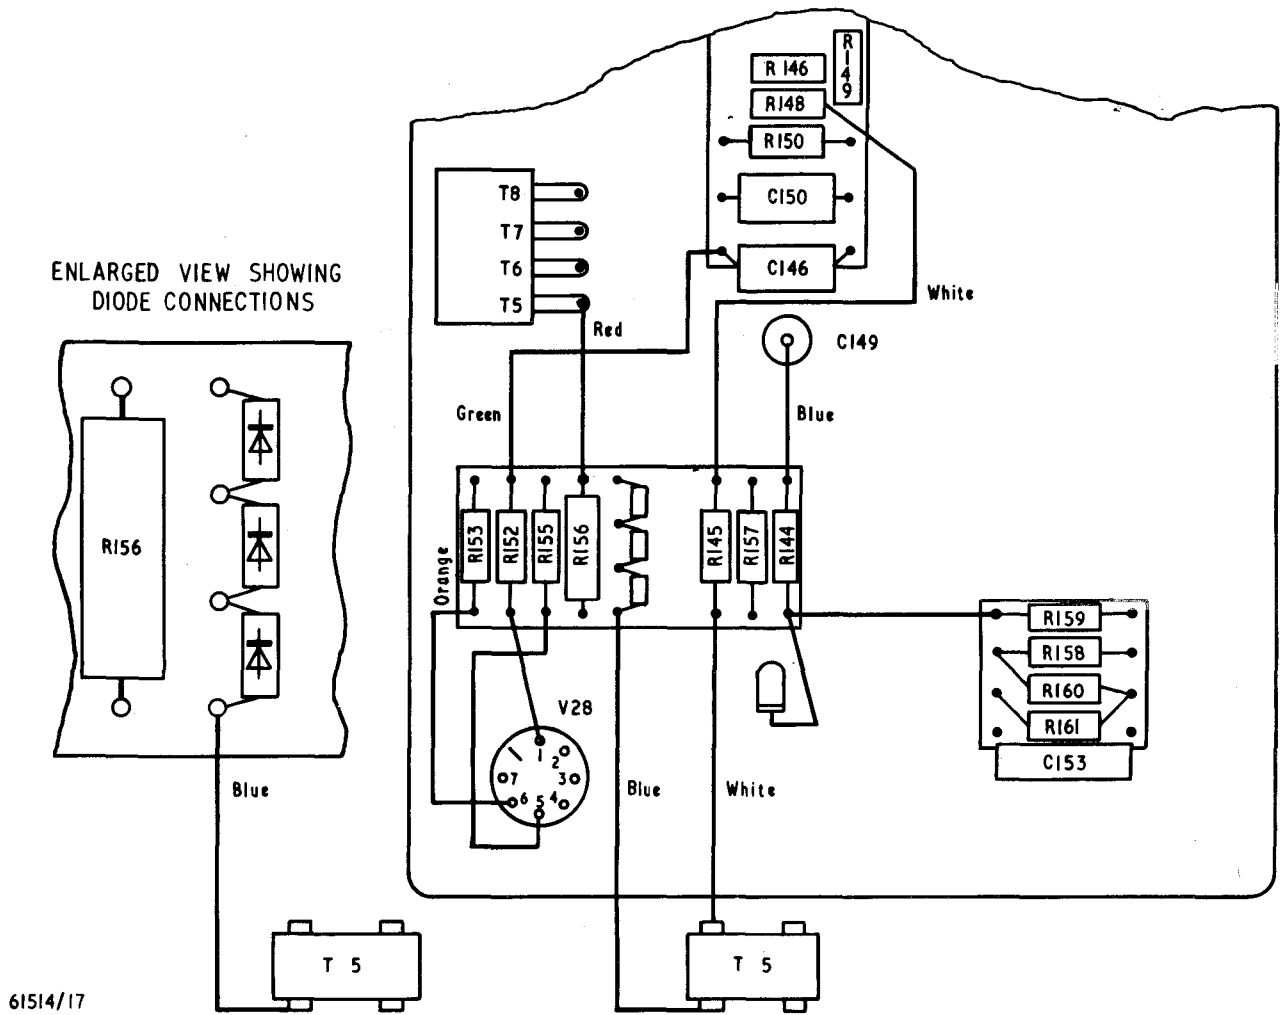 R149
R146
R148
R150
C150
C146
White
T8
T7
T6
T5
Red
C149
Green
Blue
ENLARGED VIEW SHOWING
DIODE CONNECTIONS
R156
Blue
T 5
Orange
R153
R152
R155
R156
R145
R157
R144
V28
1
2
3
4
5
6
7
Blue
White
R159
R158
R160
R161
C153
T 5
61514/17